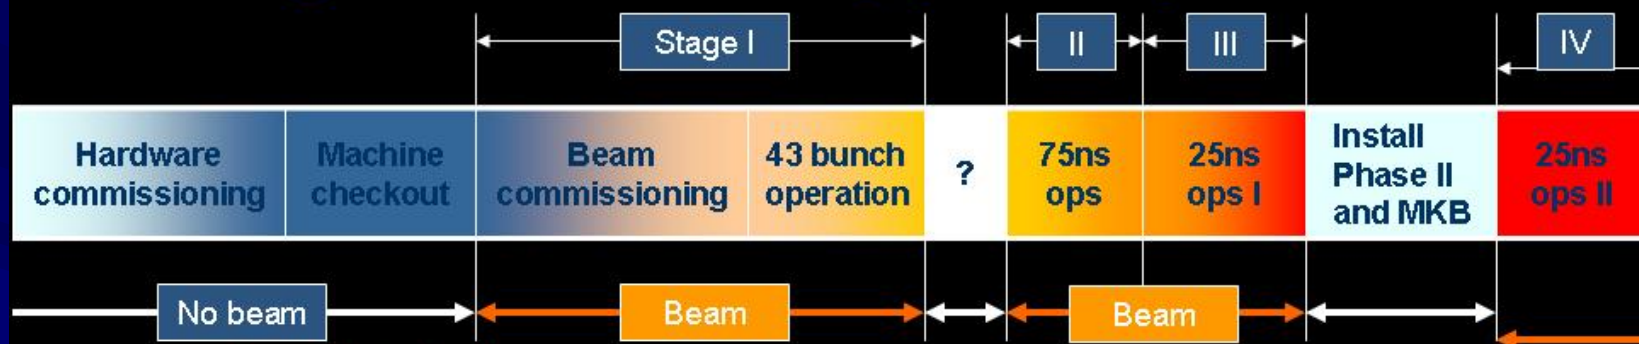 Stage I
II
III
IV
Hardware
commissioning
Machine
checkout
Beam
commissioning
43 bunch
operation
?
75ns
ops
25ns
ops I
Install
Phase II
and MKB
25ns
ops II
No beam
Beam
Beam